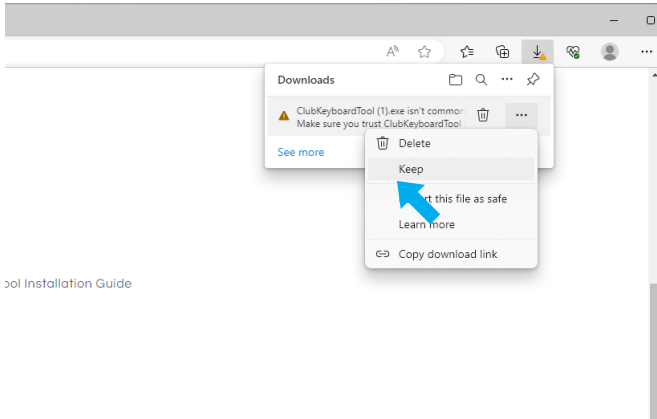 Downloads
ClubKeyboardTool (1).exe isn't common
Make sure you trust ClubKeyboardTool
See more
Delete
Keep
this file as safe
Learn more
Copy download link
ool Installation Guide